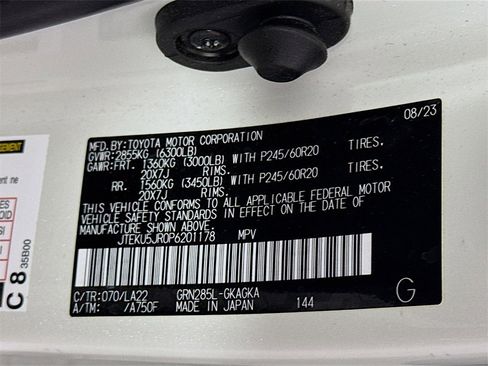 08/23
MFD.BY:TOYOTA MOTOR CORPORATION
GVWR:2855KG (6300LB)
GAWR:FRT. 1360KG (3000LB) WITH P245/60R20 TIRES.
20X7J
RR. 1560KG (3450LB) WITH P245/60R20 TIRES.
20X7J
THIS VEHICLE CONFORMS TO ALL APPLICABLE FEDERAL MOTOR
VEHICLE SAFETY STANDARDS IN EFFECT ON THE DATE OF
MANUFACTURE SHOWN ABOVE.
JTEKU5JR0P6201178 MPV
C/TR:070/LA22 GRN285L-GKAGKA
A/TM: /A750F MADE IN JAPAN 144
G
C 8 35B00